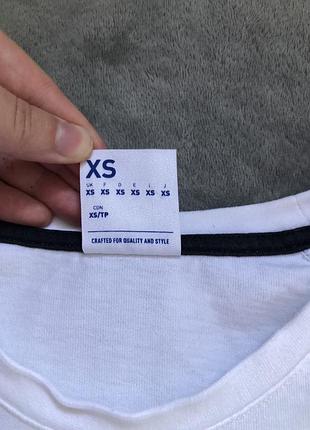 XS
UK F D E I J
XS XS XS XS XS XS
CDN
XS/TP
CRAFTED FOR QUALITY AND STYLE